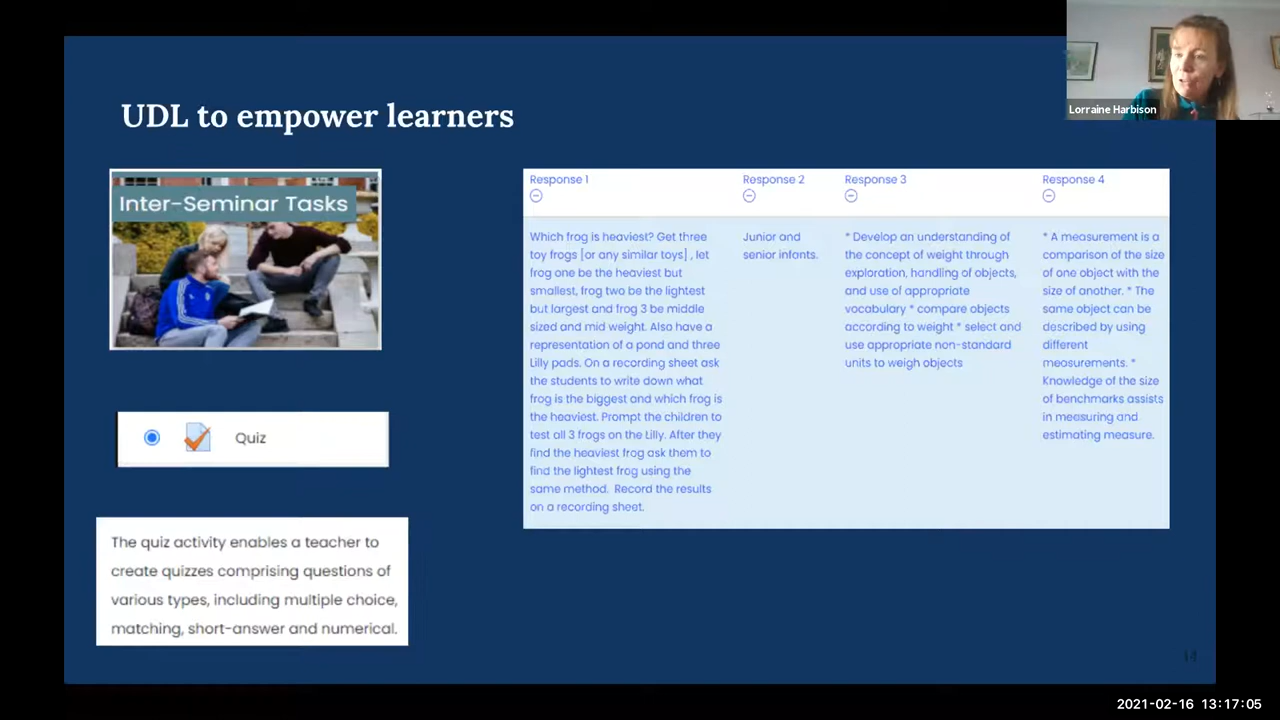 Lorraine Harbison
UDL to empower learners
Inter-Seminar Tasks
Quiz
The quiz activity enables a teacher to
create quizzes comprising questions of
various types, including multiple choice,
matching, short-answer and numerical.
Response 1
Which frog is heaviest? Get three
toy frogs [or any similar toys] , let
frog one be the heaviest but
smallest, frog two be the lightest
but largest and frog 3 be middle
sized and mid weight. Also have a
representation of a pond and three
Lilly pads. On a recording sheet ask
the students to write down what
frog is the biggest and which frog is
the heaviest. Prompt the children to
test all 3 frogs on the Lilly. After they
find the heaviest frog ask them to
find the lightest frog using the
same method. Record the results
on a recording sheet.
Response 2
Junior and
senior infants.
Response 3
* Develop an understanding of
the concept of weight through
exploration, handling of objects,
and use of appropriate
vocabulary * compare objects
according to weight * select and
use appropriate non-standard
units to weigh objects
Response 4
* A measurement is a
comparison of the size
of one object with the
size of another. * The
same object can be
described by using
different
measurements. *
Knowledge of the size
of benchmarks assists
in measuring and
estimating measure.
14
2021-02-16 13:17:05